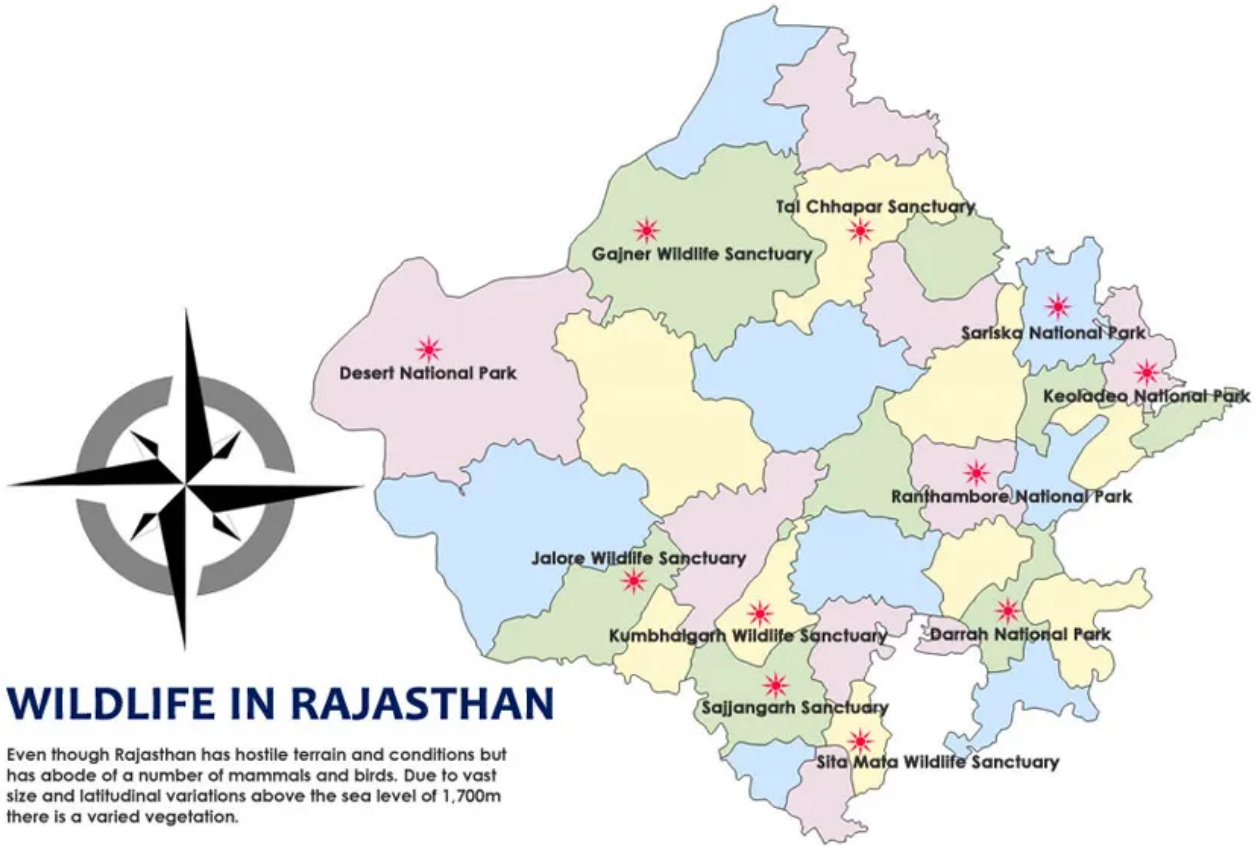 Tal Chhapar Sanctuary
Gajner Wildlife Sanctuary
Sariska National Park
Desert National Park
Keoladeo National Park
Ranthambore National Park
Jalore Wildlife Sanctuary
Kumbhalgarh Wildlife Sanctuary
Darrah National Park
Sajjangarh Sanctuary
Sita Mata Wildlife Sanctuary
WILDLIFE IN RAJASTHAN
Even though Rajasthan has hostile terrain and conditions but
has abode of a number of mammals and birds. Due to vast
size and latitudinal variations above the sea level of 1,700m
there is a varied vegetation.